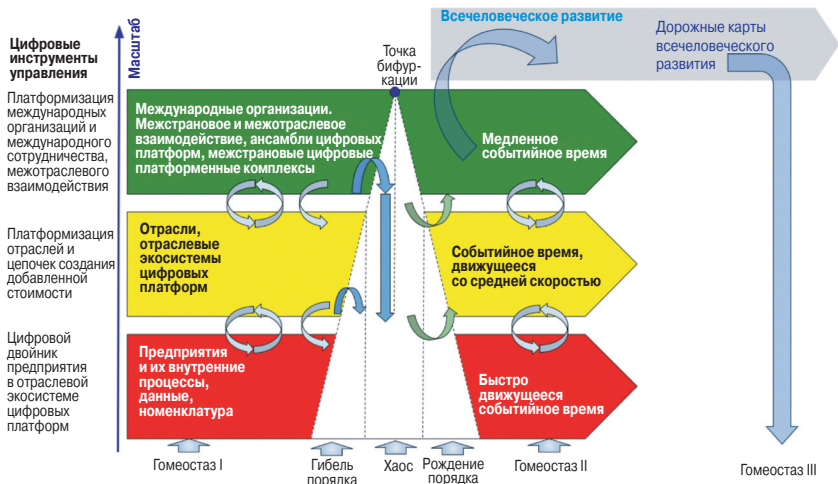 Цифровые
инструменты
управления
Масштаб
Платформизация
международных
организаций и
международного
сотрудничества,
межотраслевого
взаимодействия
Платформизация
отраслей и
цепочек создания
добавленной
стоимости
Цифровой
двойник
предприятия
в отраслевой
экосистеме
цифровых
платформ
Точка
бифур-
кации
Всечеловеческое развитие
Дорожные карты
всечеловеческого
развития
Международные организации.
Межстрановое и межотраслевое
взаимодействие, ансамбли цифровых
платформ, межстрановые цифровые
платформенные комплексы
Медленное
событийное время
Отрасли,
отраслевые
экосистемы
цифровых
платформ
Событийное время,
движущееся
со средней скоростью
Предприятия
и их внутренние
процессы,
данные,
номенклатура
Быстро
движущееся
событийное время
Гомеостаз I
Гибель
порядка
Хаос
Рождение
порядка
Гомеостаз II
Гомеостаз III